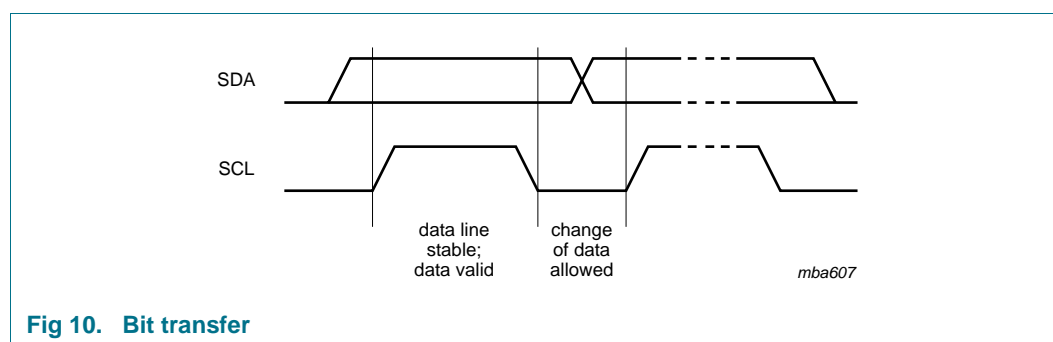 SDA
SCL
data line
stable;
data valid
change
of data
allowed
mba607
Fig 10. Bit transfer